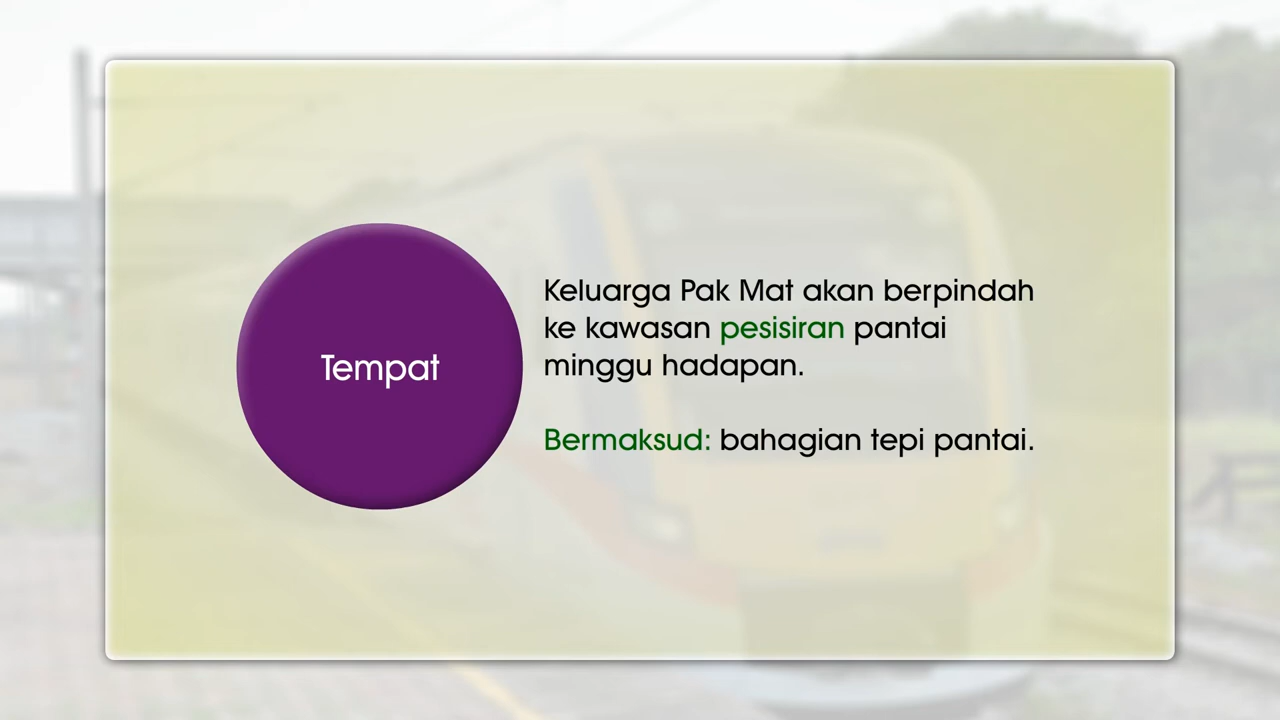 Tempat
Keluarga Pak Mat akan berpindah
ke kawasan pesisiran pantai
minggu hadapan.
Bermaksud: bahagian tepi pantai.